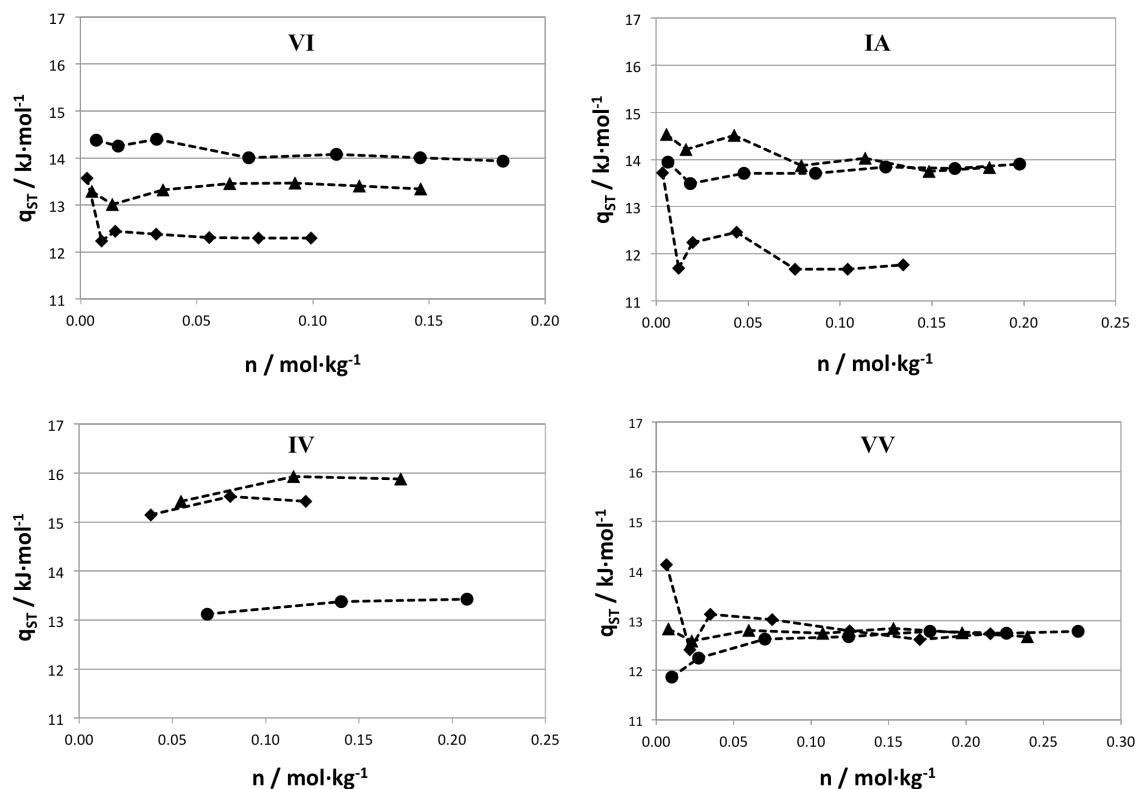 VI
17
16
15
14
13
12
11
qST / kJ·mol-1
0.00 0.05 0.10 0.15 0.20
n / mol·kg-1
IA
17
16
15
14
13
12
11
qST / kJ·mol-1
0.00 0.05 0.10 0.15 0.20 0.25
n / mol·kg-1
IV
17
16
15
14
13
12
11
qST / kJ·mol-1
0.00 0.05 0.10 0.15 0.20 0.25
n / mol·kg-1
VV
17
16
15
14
13
12
11
qST / kJ·mol-1
0.00 0.05 0.10 0.15 0.20 0.25 0.30
n / mol·kg-1